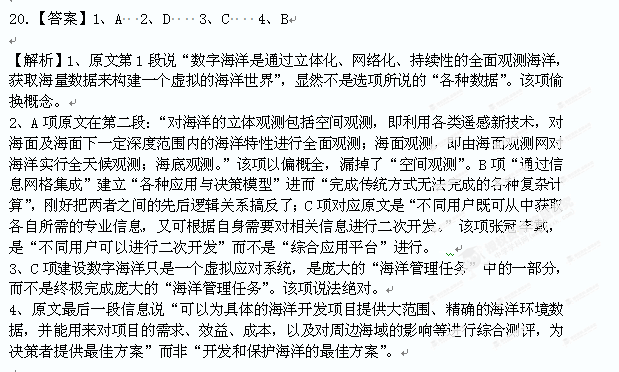 20.【答案】1、A 2、D 3、C 4、B
【解析】1、原文第1段说“数字海洋是通过立体化、网络化、持续性的全面观测海洋，
获取海量数据来构建一个虚拟的海洋世界”，显然不是选项所说的“各种数据”。该项偷
换概念。
2、A项原文在第二段：“对海洋的立体观测包括空间观测，即利用各类遥感新技术，对
海面及海面下一定深度范围内的海洋特性进行全面观测；海面观测，即由海面观测网对
海洋实行全天候观测；海底观测。”该项以偏概全，漏掉了“空间观测”。B项“通过信
息网格集成”建立“各种应用与决策模型”进而“完成传统方式无法完成的各种复杂计
算”，刚好把两者之间的先后逻辑关系搞反了；C项对应原文是“不同用户既可从中获取
各自所需的专业信息，又可根据自身需要对相关信息进行二次开发。”该项张冠李戴，
是“不同用户可以进行二次开发”而不是“综合应用平台”进行。
3、C项建设数字海洋只是一个虚拟应对系统，是庞大的“海洋管理任务”中的一部分，
而不是终极完成庞大的“海洋管理任务”。该项说法绝对。
4、原文最后一段信息说“可以为具体的海洋开发项目提供大范围、精确的海洋环境数
据，并能用来对项目的需求、效益、成本，以及对周边海域的影响等进行综合测评，为
决策者提供最佳方案”而非“开发和保护海洋的最佳方案”。